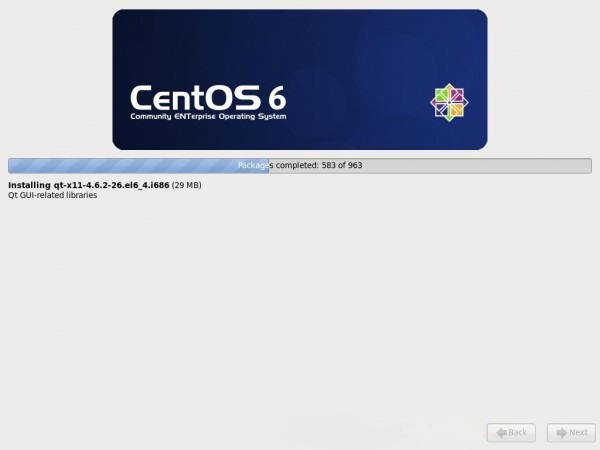 CentOS 6
Community ENTerprise Operating System
Packages completed: 583 of 963
Installing qt-x11-4.6.2-26.el6_4.i686 (29 MB)
Qt GUI-related libraries
Back
Next